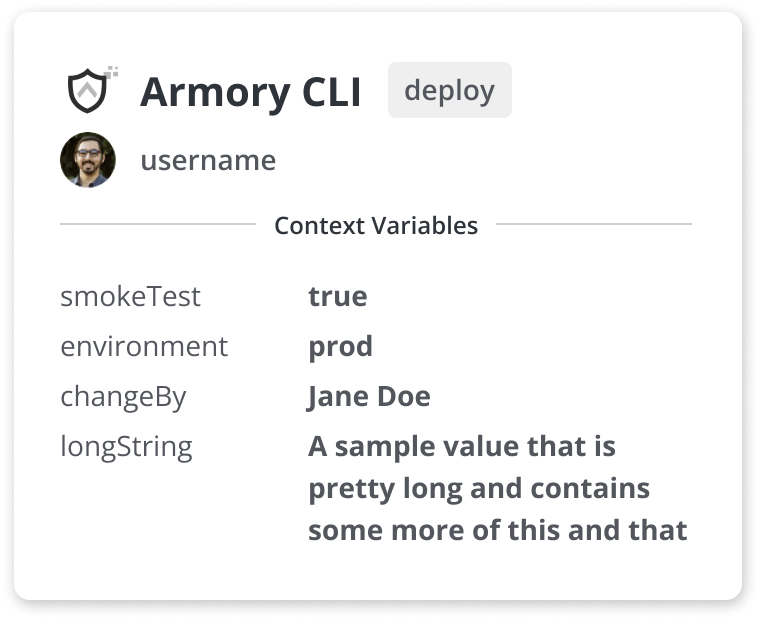 Armory CLI deploy
username
Context Variables
smokeTest true
environment prod
changeBy Jane Doe
longString A sample value that is
pretty long and contains
some more of this and that